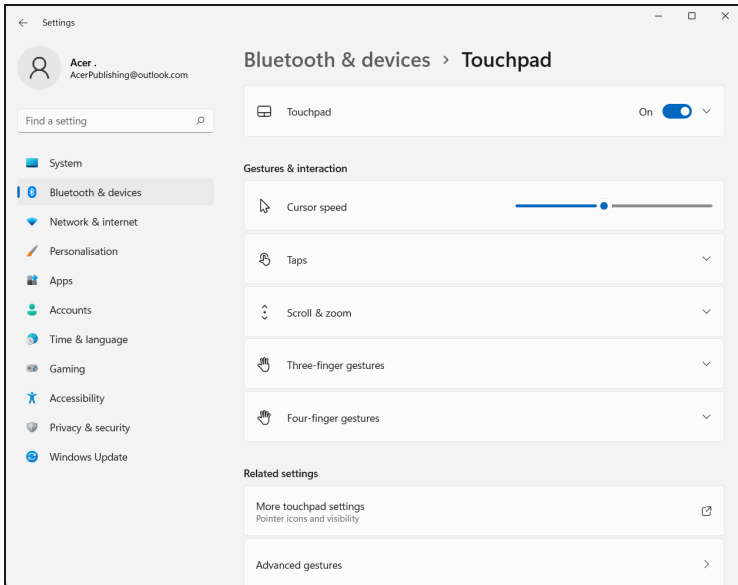 Settings
Acer .
AcerPublishing@outlook.com
Find a setting
System
Bluetooth & devices
Network & internet
Personalisation
Apps
Accounts
Time & language
Gaming
Accessibility
Privacy & security
Windows Update
Bluetooth & devices > Touchpad
Touchpad On
Gestures & interaction
Cursor speed
Taps
Scroll & zoom
Three-finger gestures
Four-finger gestures
Related settings
More touchpad settings
Pointer icons and visibility
Advanced gestures